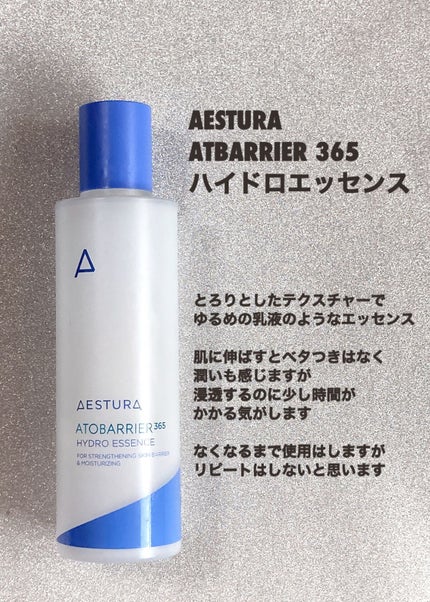 AESTURA
ATBARRIER 365
ハイドロエッセンス
とろりとしたテクスチャーで
ゆるめの乳液のようなエッセンス
肌に伸ばすとベタつきはなく
潤いも感じますが
浸透するのに少し時間が
かかる気がします
なくなるまで使用はしますが
リピートはしないと思います
A
AESTURA
ATOBARRIER365
HYDRO ESSENCE
FOR STRENGTHENING SKIN BARRIER
& MOISTURIZING